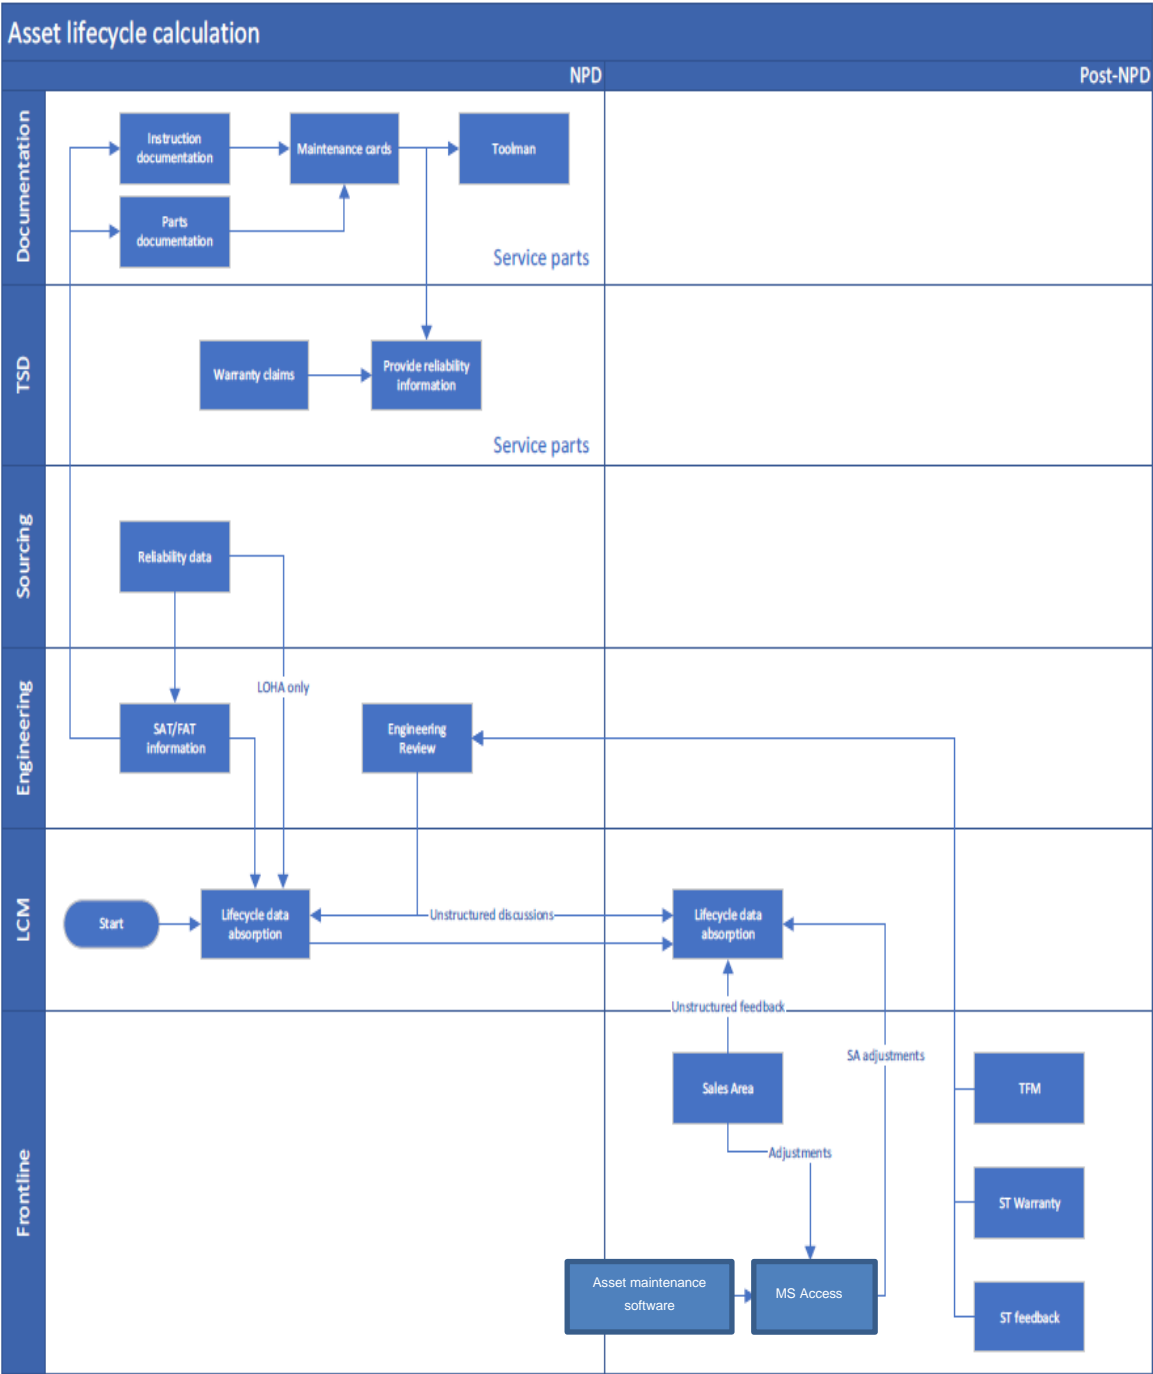 Asset lifecycle calculation
NPD
Post-NPD
Documentation
Instruction
documentation
Maintenance cards
Toolman
Parts
documentation
Service parts
TSD
Warranty claims
Provide reliability
information
Service parts
Sourcing
Reliability data
Engineering
LOHA only
SAT/FAT
information
Engineering
Review
LCM
Start
Lifecycle data
absorption
Unstructured discussions
Lifecycle data
absorption
Unstructured feedback
Frontline
SA adjustments
Sales Area
TFM
Adjustments
ST Warranty
Asset maintenance
software
MS Access
ST feedback